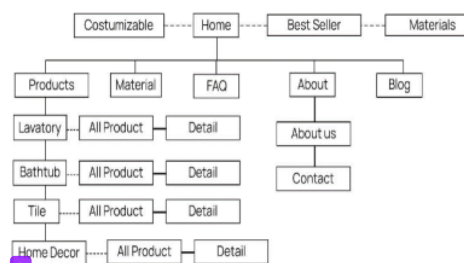 Costumizable Home Best Seller Materials
Products Material FAQ About Blog
Lavatory All Product Detail About us
Bathtub All Product Detail Contact
Tile All Product Detail
Home Decor All Product Detail